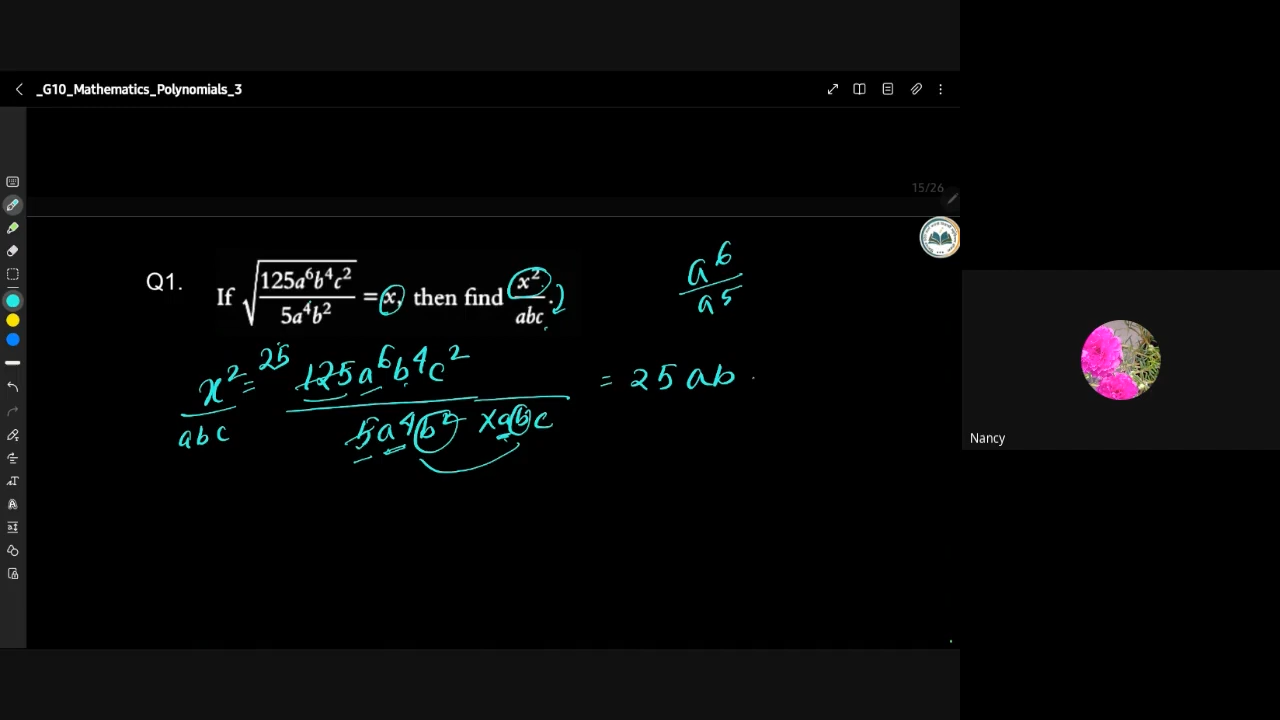 _G10_Mathematics_Polynomials_3
15/26
Q1. If √(125a⁶b⁴c² / 5a⁴b²) = x, then find x² / abc.
a⁶ / a⁵
x² / abc = 25 125a⁶b⁴c² / 5a⁴b² × abc = 25ab.
Nancy